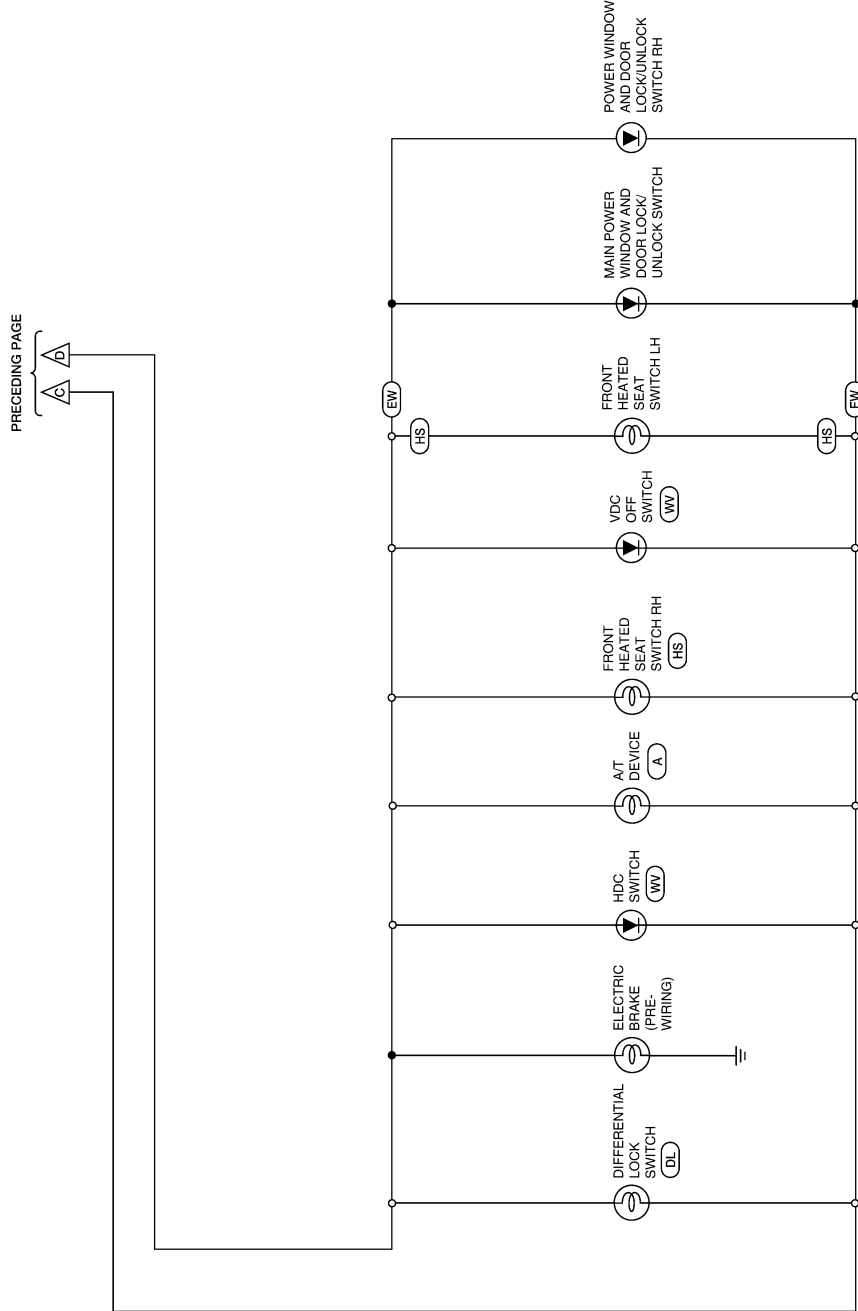 PRECEDING PAGE
C
D
POWER WINDOW
AND DOOR
LOCK/UNLOCK
SWITCH RH
MAIN POWER
WINDOW AND
DOOR LOCK/
UNLOCK SWITCH
EW
HS
FRONT
HEATED
SEAT
SWITCH LH
HS
VDC
OFF
SWITCH
WV
FRONT
HEATED
SEAT
SWITCH RH
HS
A/T
DEVICE
A
HDC
SWITCH
WV
ELECTRIC
BRAKE
(PRE-
WIRING)
DIFFERENTIAL
LOCK
SWITCH
DL